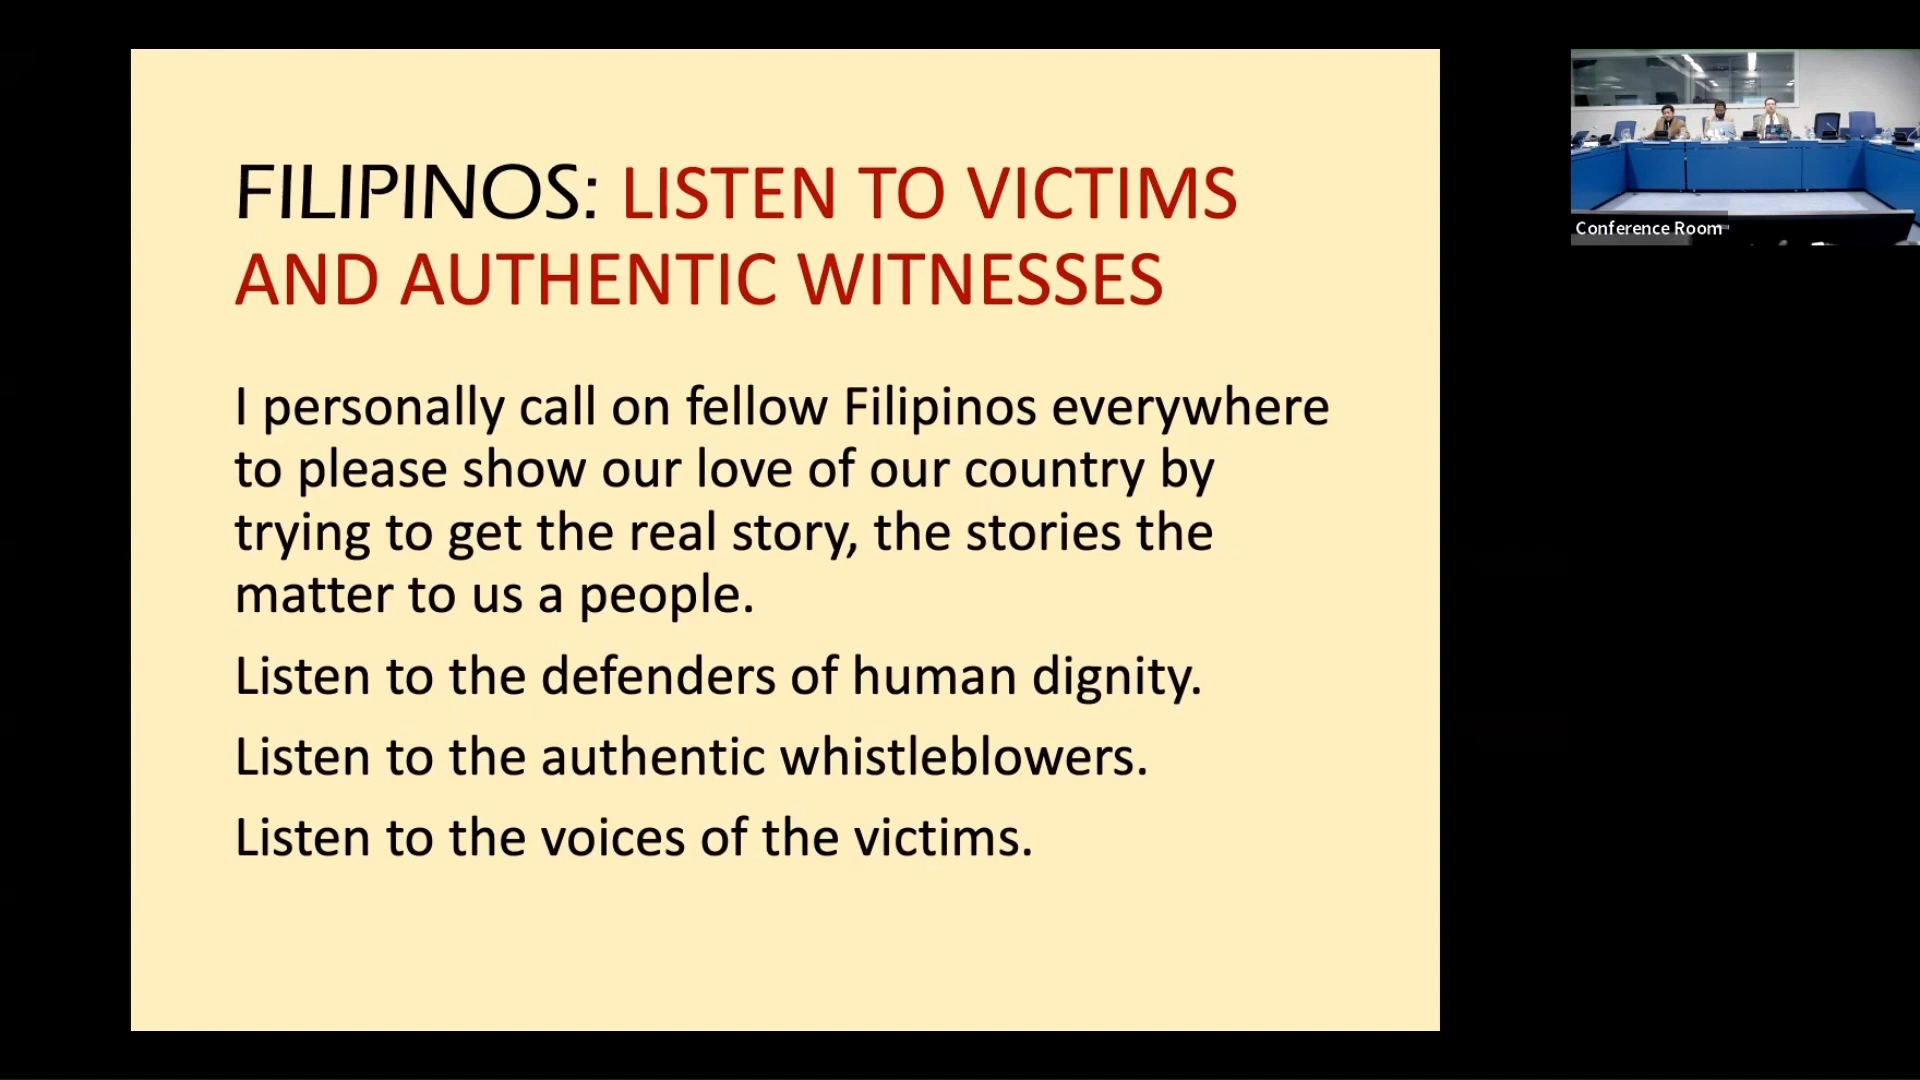 FILIPINOS: LISTEN TO VICTIMS
AND AUTHENTIC WITNESSES
I personally call on fellow Filipinos everywhere
to please show our love of our country by
trying to get the real story, the stories the
matter to us a people.
Listen to the defenders of human dignity.
Listen to the authentic whistleblowers.
Listen to the voices of the victims.
Conference Room